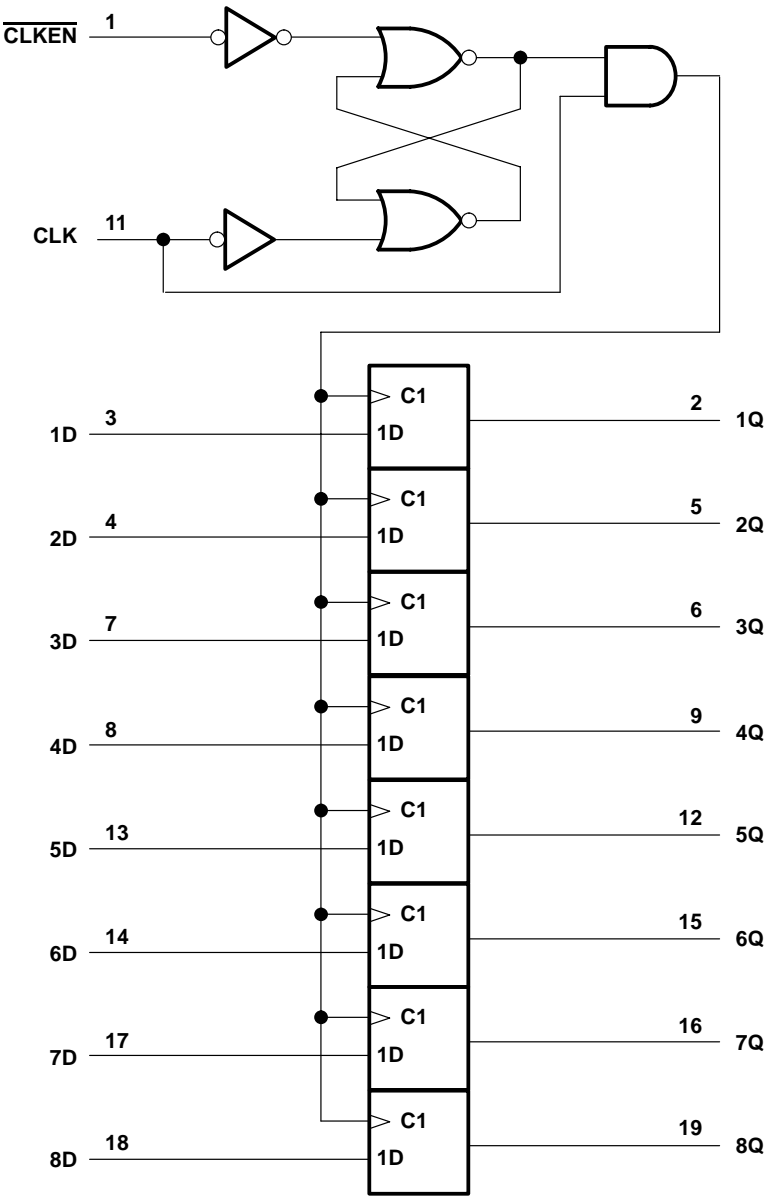 CLKEN 1
CLK 11
C1
1D 3 1D 2 1Q
C1
2D 4 1D 5 2Q
C1
3D 7 1D 6 3Q
C1
4D 8 1D 9 4Q
C1
5D 13 1D 12 5Q
C1
6D 14 1D 15 6Q
C1
7D 17 1D 16 7Q
C1
8D 18 1D 19 8Q